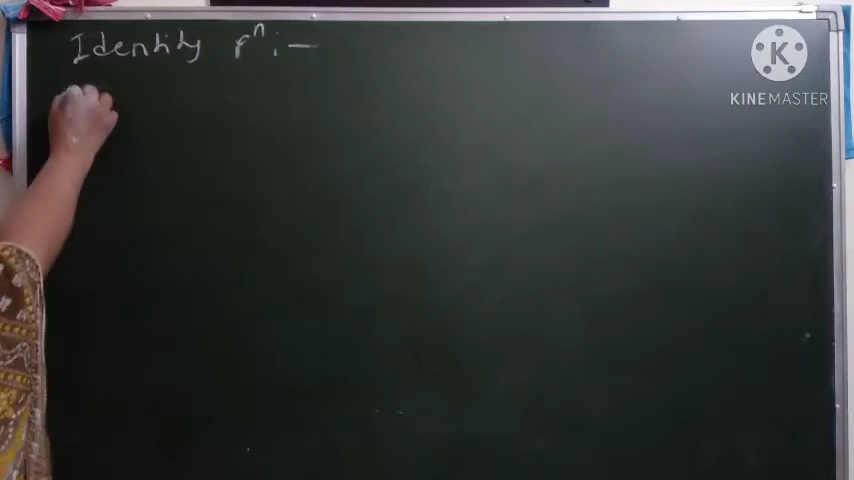 Identity fⁿ :-
K
KINEMASTER